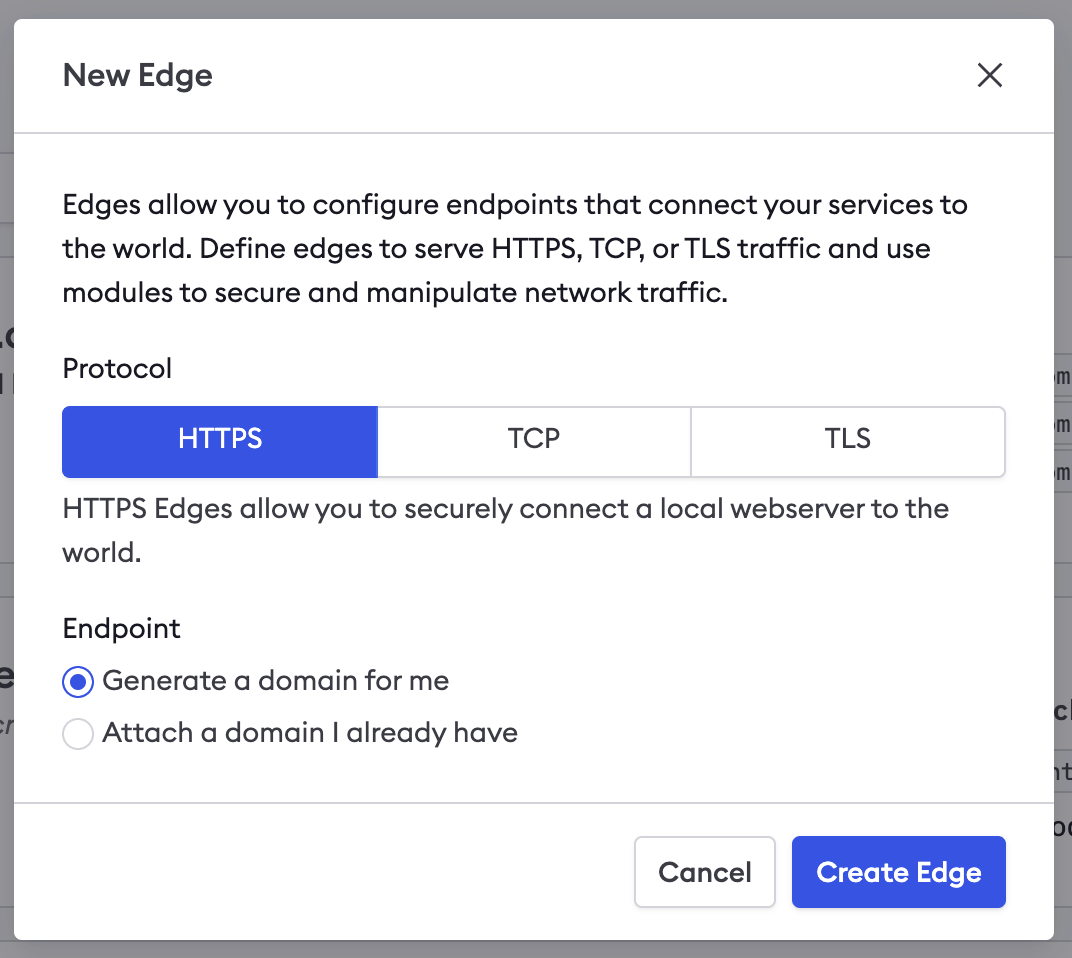 New Edge
Edges allow you to configure endpoints that connect your services to
the world. Define edges to serve HTTPS, TCP, or TLS traffic and use
modules to secure and manipulate network traffic.
Protocol
HTTPS
TCP
TLS
HTTPS Edges allow you to securely connect a local webserver to the
world.
Endpoint
Generate a domain for me
Attach a domain I already have
Cancel
Create Edge